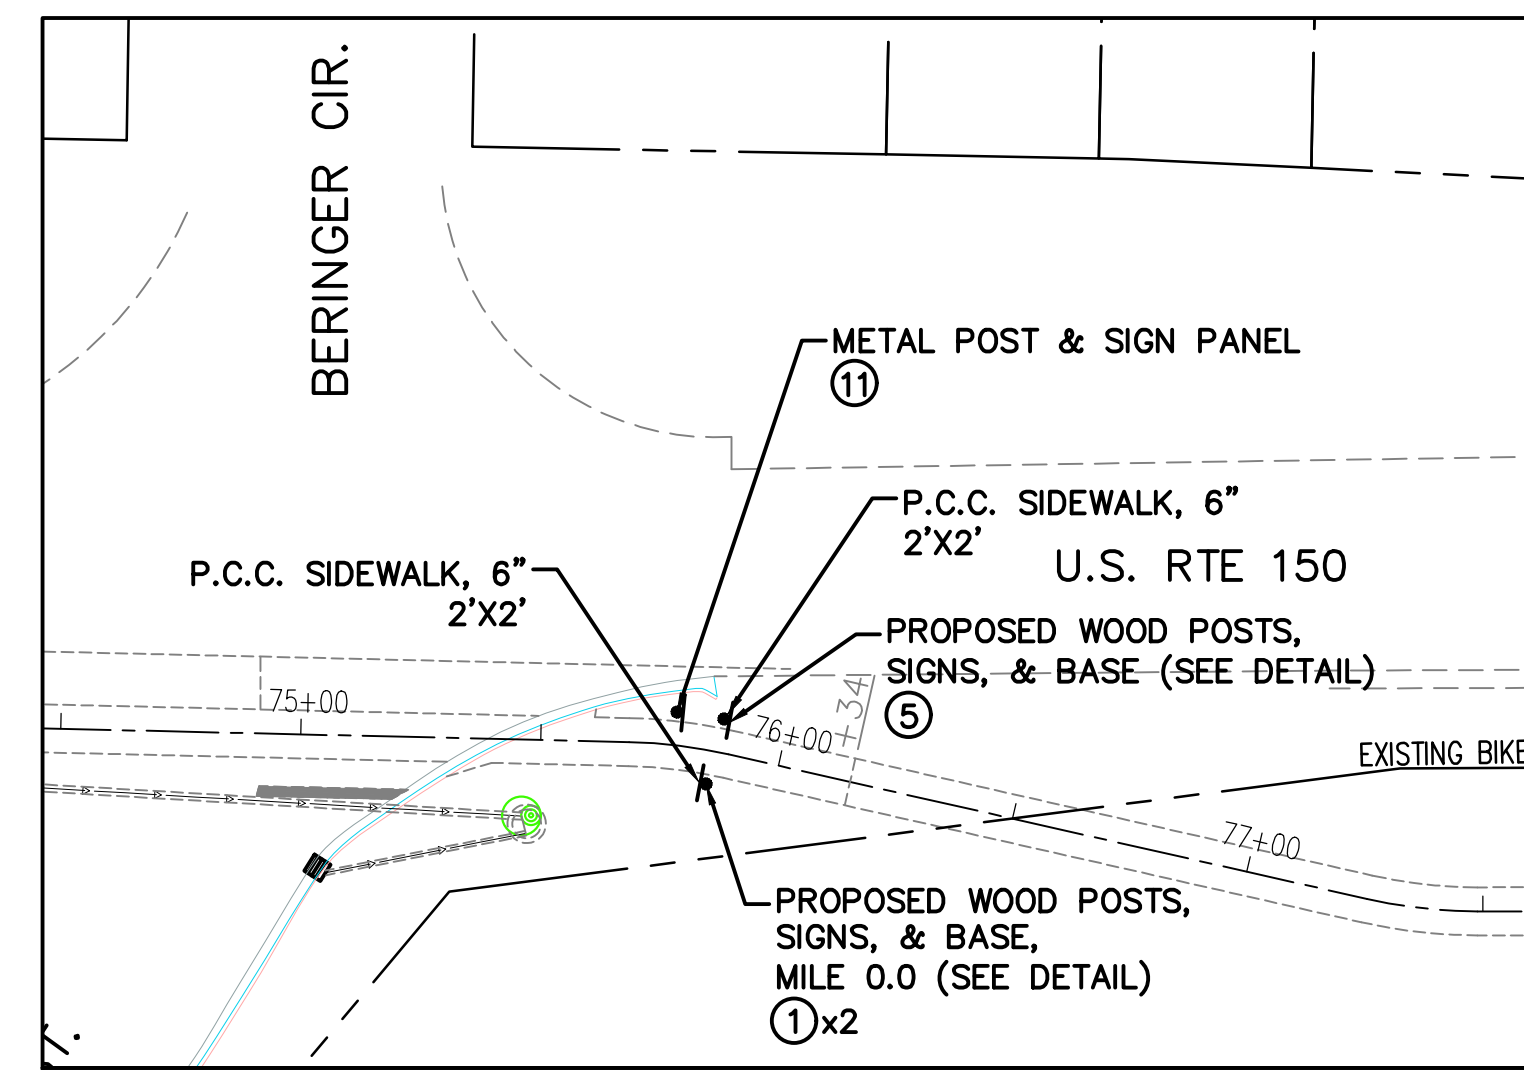 BERINGER CIR.
METAL POST & SIGN PANEL
11
P.C.C. SIDEWALK, 6”
2’X2’
U.S. RTE 150
P.C.C. SIDEWALK, 6”
2’X2’
PROPOSED WOOD POSTS,
SIGNS, & BASE (SEE DETAIL)
5
75+00
76+00
+34
EXISTING BIKE
77+00
PROPOSED WOOD POSTS,
SIGNS, & BASE,
MILE 0.0 (SEE DETAIL)
1 x2